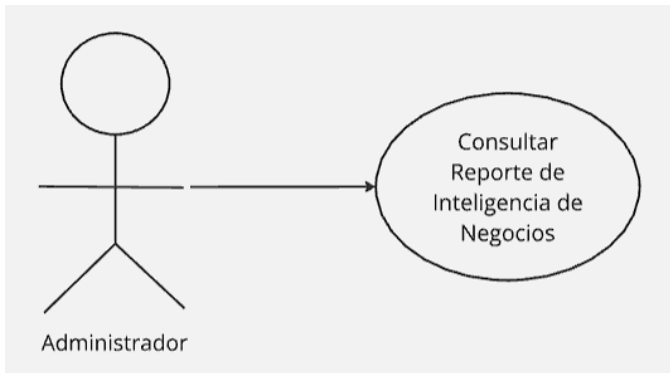 Consultar
Reporte de
Inteligencia de
Negocios
Administrador